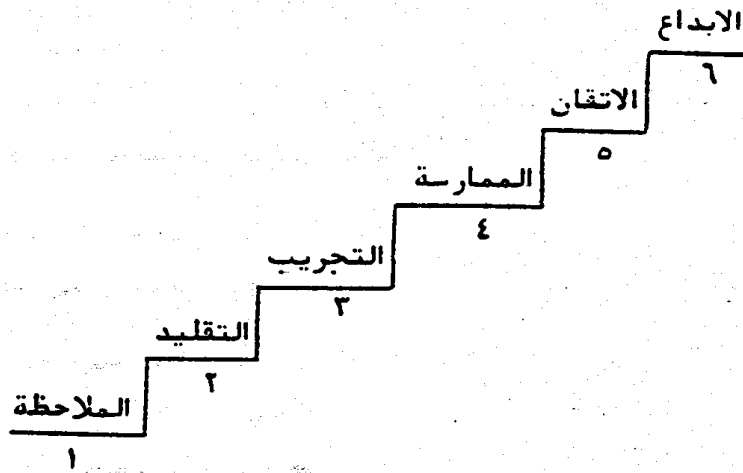 الابداع
٦
الاتقان
٥
الممارسة
٤
التجريب
٣
التقليد
٢
الملاحظة
١